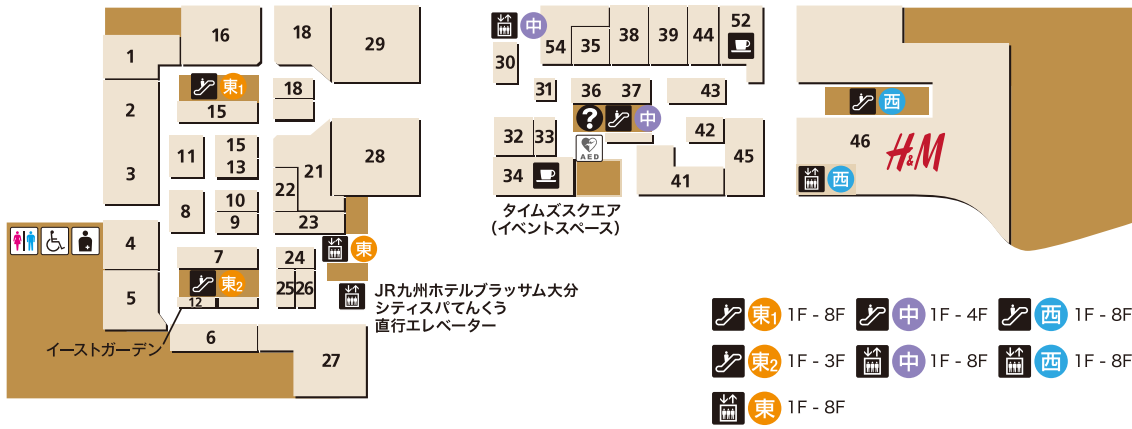 16
18
29
1
東1
2
18
15
15
13
11
3
21
28
22
10
8
9
23
4
7
24
東
5
東2
25
26
12
JR九州ホテルブラッサム大分
シティスパてんくう
直行エレベーター
イーストガーデン
6
27
中
54
35
38
39
44
52
30
31
36
37
43
?
中
32
33
42
AED
45
34
41
タイムズスクエア
(イベントスペース)
西
46
H&M
西
東1 1F - 8F
中 1F - 4F
西 1F - 8F
東2 1F - 3F
中 1F - 8F
西 1F - 8F
東 1F - 8F